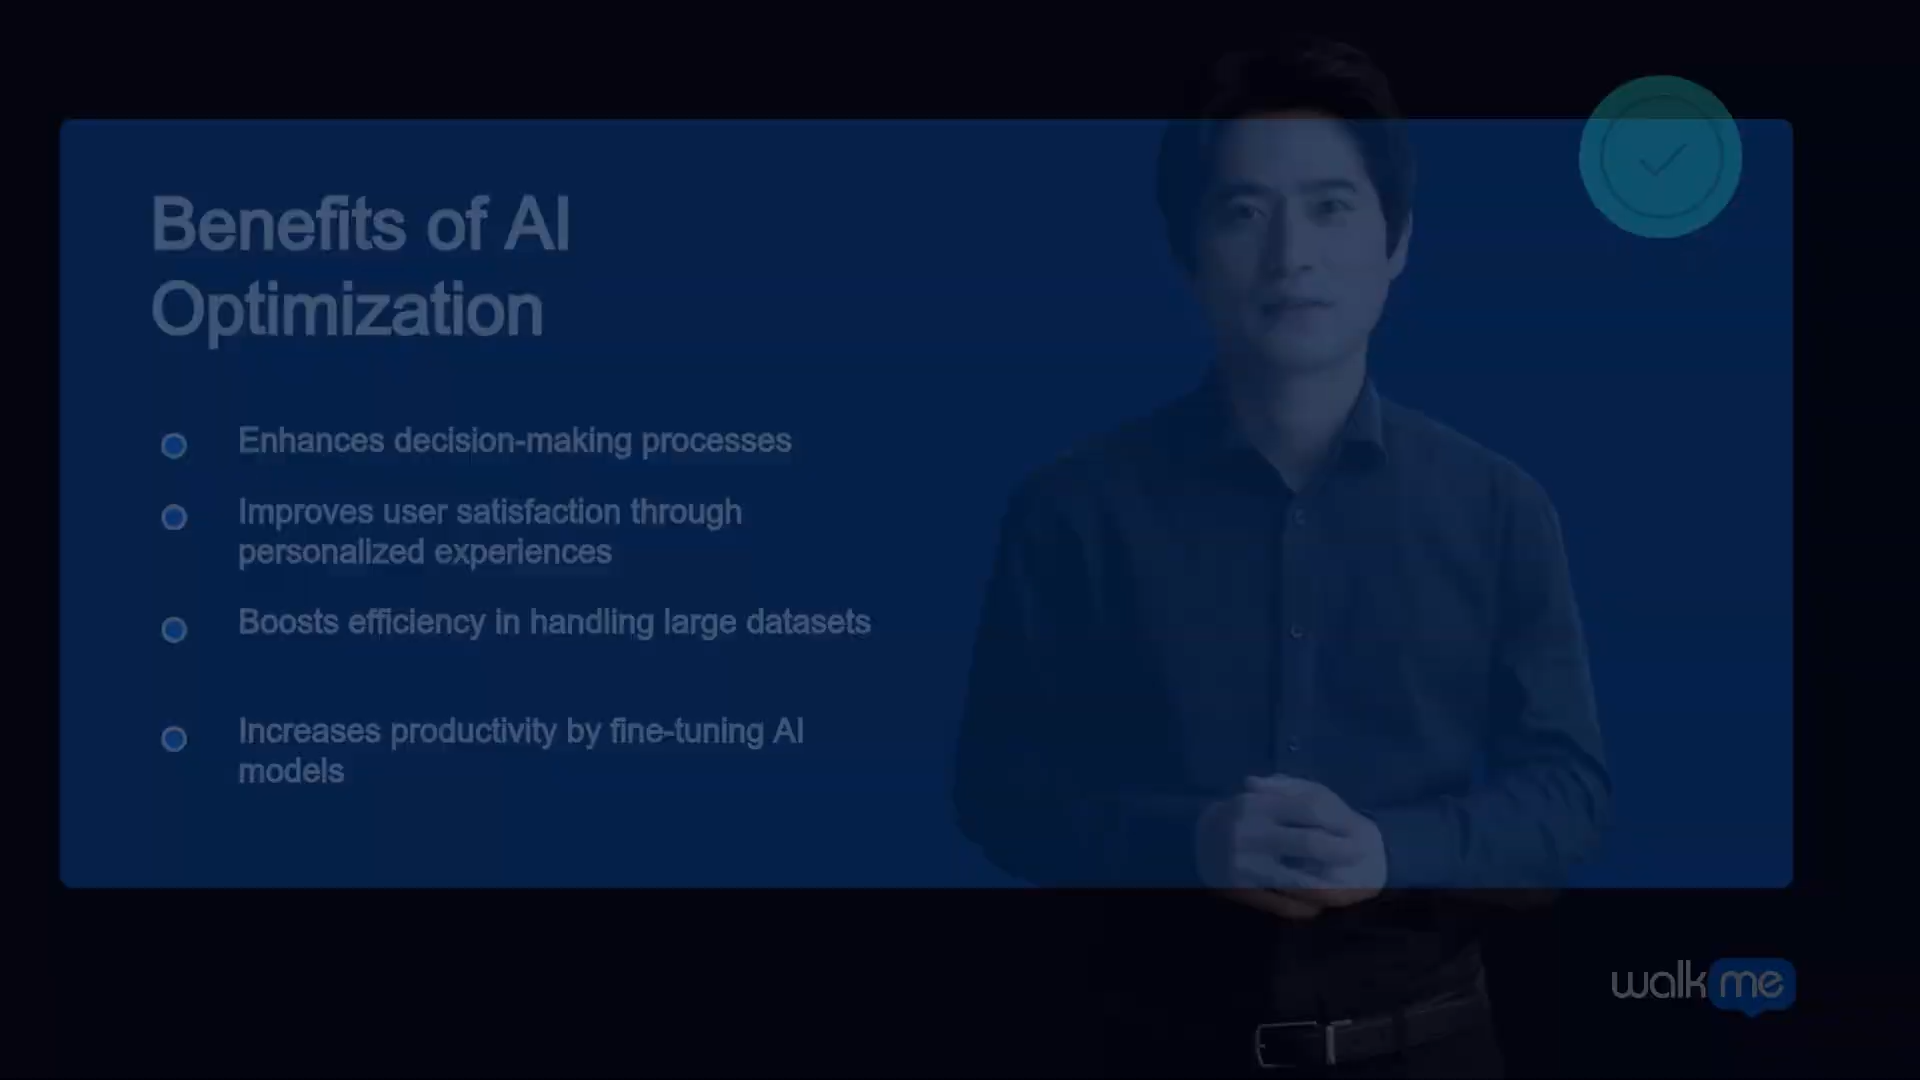 Benefits of AI
Optimization
Enhances decision-making processes
Improves user satisfaction through
personalized experiences
Boosts efficiency in handling large datasets
Increases productivity by fine-tuning AI
models
walkme